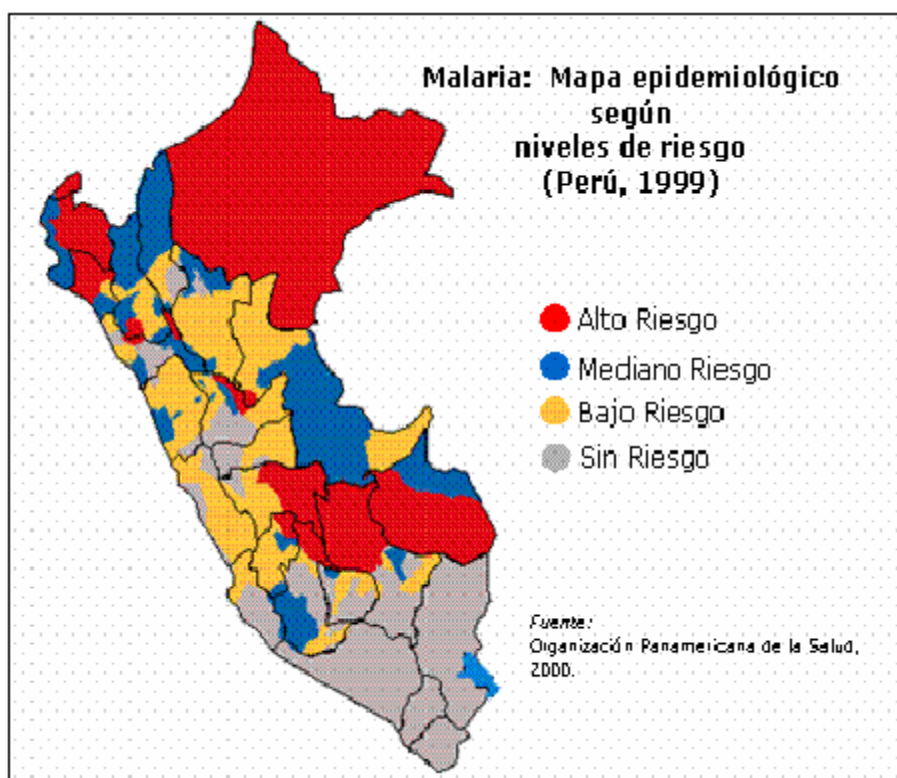 Malaria: Mapa epidemiológico
según
niveles de riesgo
(Perú, 1999)
Alto Riesgo
Mediano Riesgo
Bajo Riesgo
Sin Riesgo
Fuente:
Organización Panamericana de la Salud,
2000.